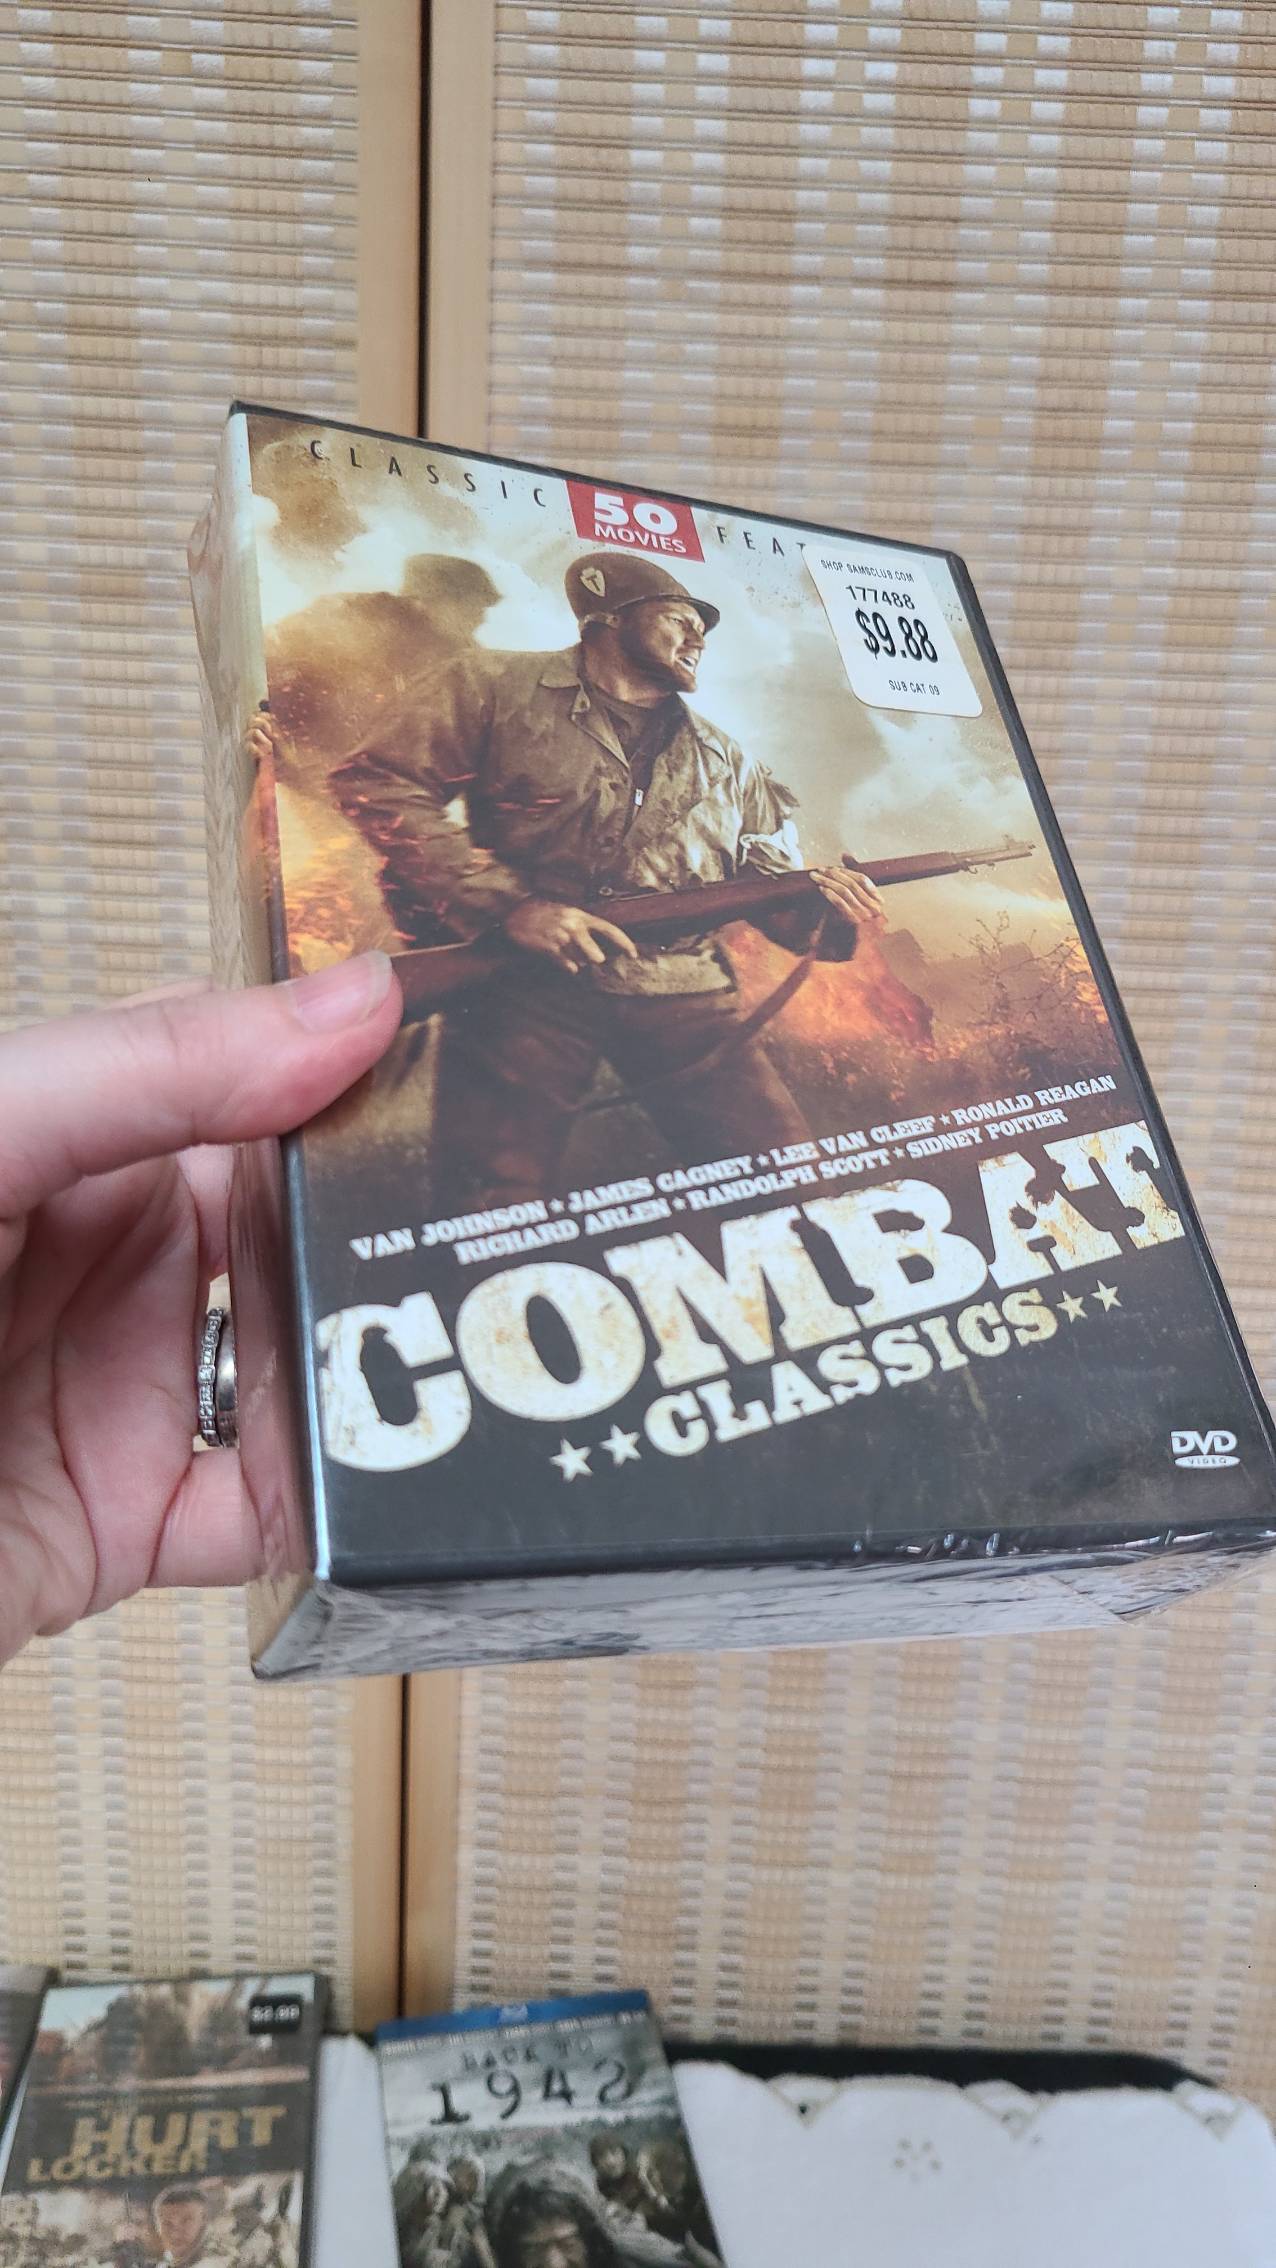 CLASSIC
50
MOVIES
FEAT
SHOP SAMSCLUB.COM
177488
$9.88
SUB CAT 09
VAN JOHNSON ★ JAMES CAGNEY ★ LEE VAN CLEEF ★ RONALD REAGAN
RICHARD ARLEN ★ RANDOLPH SCOTT ★ SIDNEY POITIER
COMBAT
★★CLASSICS★★
DVD
VIDEO
HURT
LOCKER
BACK TO
1942